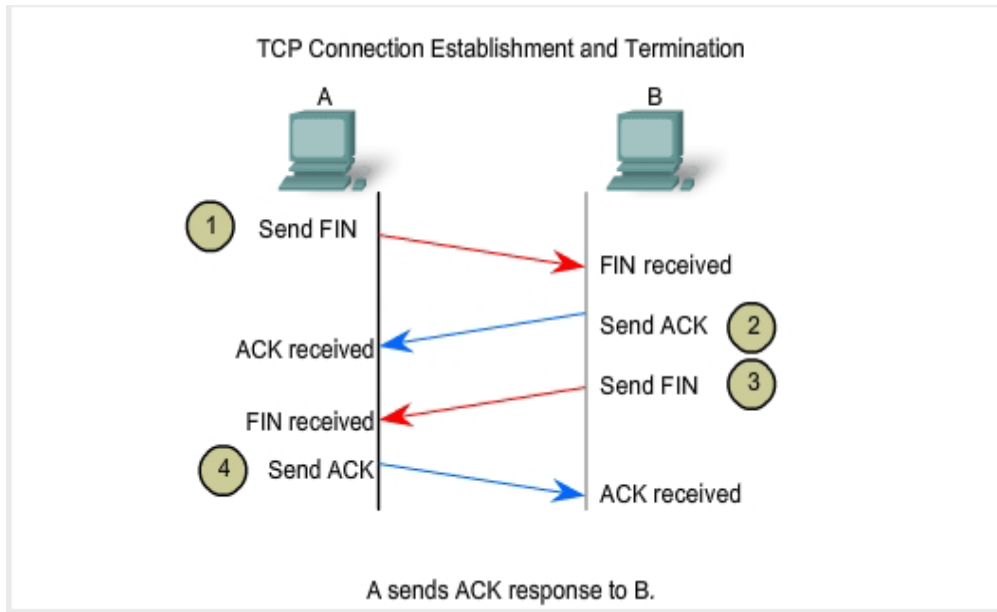 TCP Connection Establishment and Termination
A
B
1
Send FIN
FIN received
Send ACK
2
ACK received
Send FIN
3
FIN received
4
Send ACK
ACK received
A sends ACK response to B.